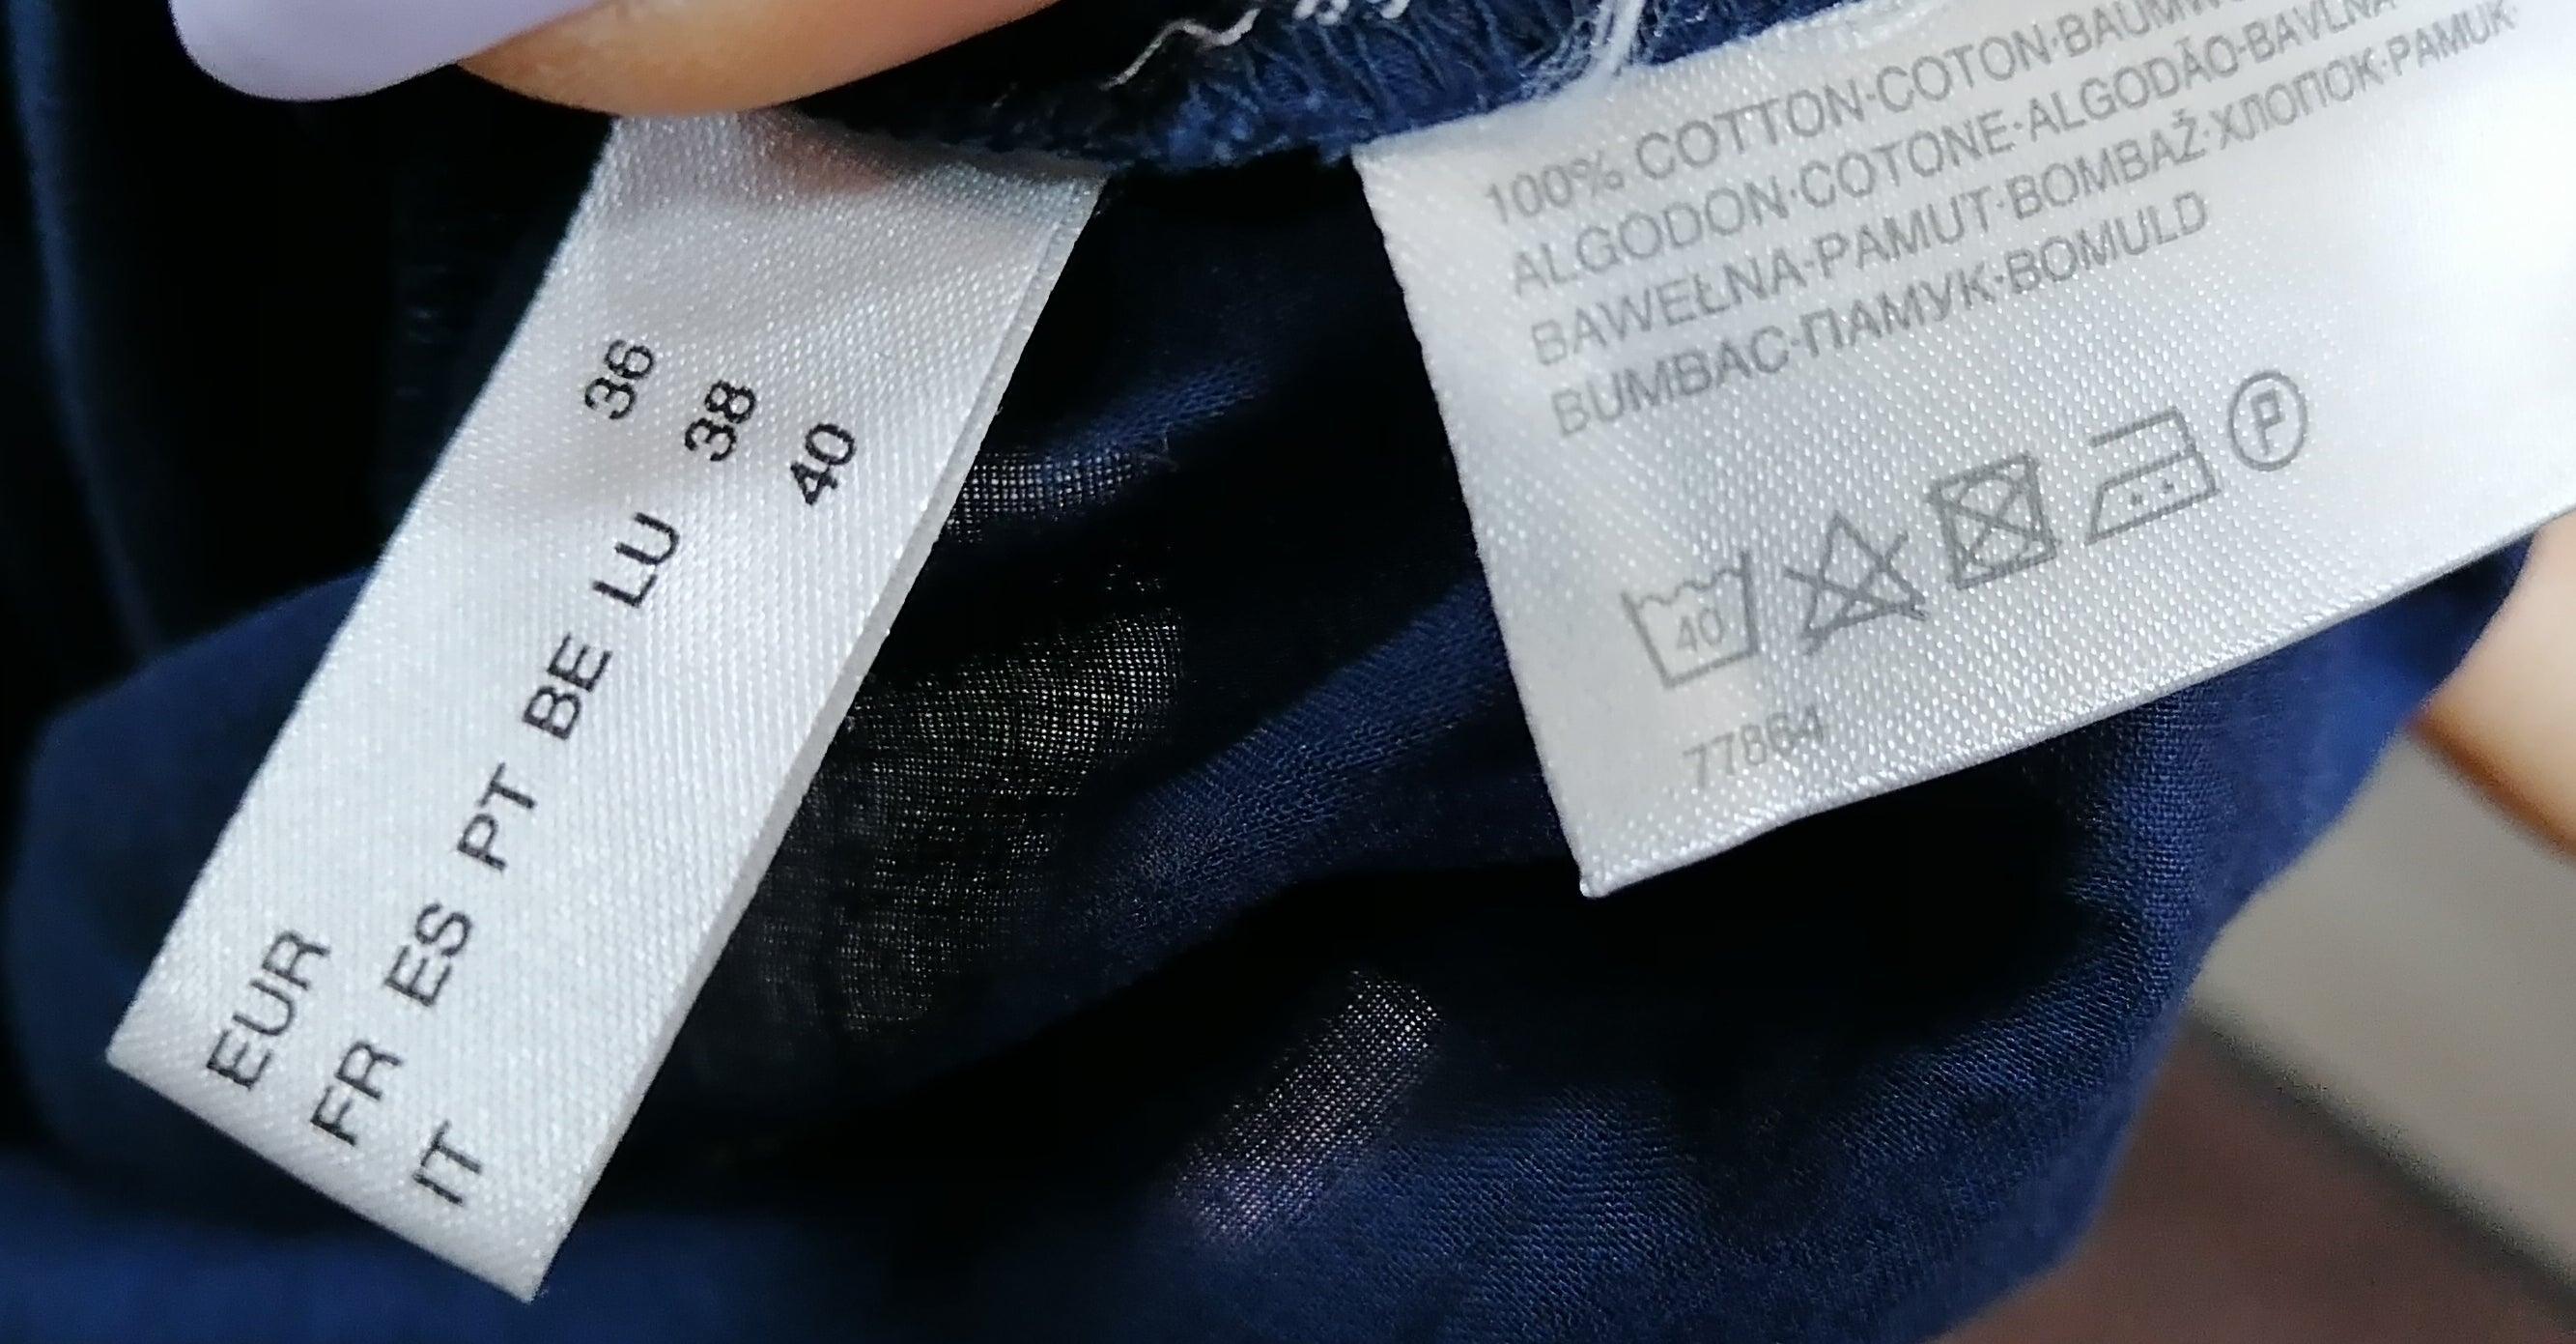 EUR 36
FR ES PT BE LU 38
IT 40
100% COTTON·COTON·
ALGODON·COTONE·ALGODÃO·BAVLNA·
BAWEŁNA·PAMUT·BOMBAŽ·ХЛОПОК·PAMUK·
BUMBAC·ПАМУК·BOMULD
40 P
77864